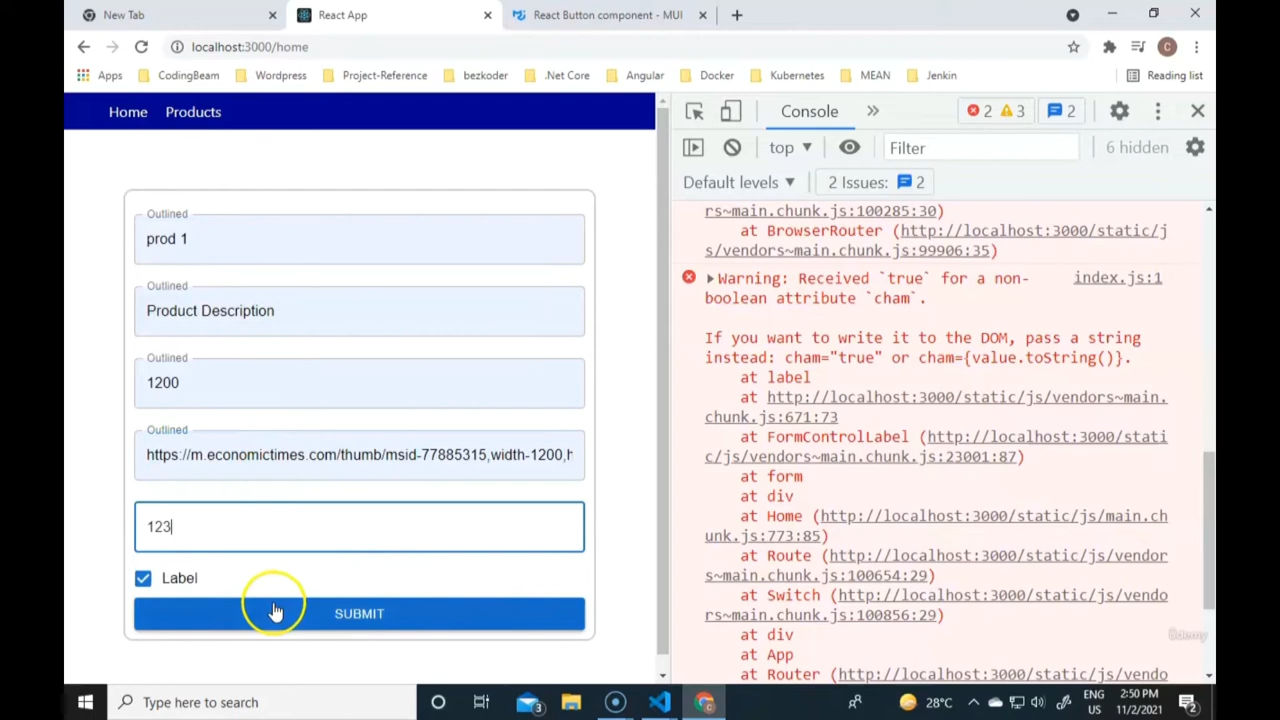 New Tab
React App
React Button component - MUI
localhost:3000/home
Apps
CodingBeam
Wordpress
Project-Reference
bezkoder
.Net Core
Angular
Docker
Kubernetes
MEAN
Jenkin
Reading list
Home
Products
Console
2
3
2
top
Filter
6 hidden
Default levels
2 Issues:
2
Outlined
prod 1
Outlined
Product Description
Outlined
1200
Outlined
https://m.economictimes.com/thumb/msid-77885315,width-1200,h
123
Label
SUBMIT
rs~main.chunk.js:100285:30)
at BrowserRouter (http://localhost:3000/static/j
s/vendors~main.chunk.js:99906:35)
Warning: Received `true` for a non-
index.js:1
boolean attribute `cham`.
If you want to write it to the DOM, pass a string
instead: cham="true" or cham={value.toString()}.
at label
at http://localhost:3000/static/js/vendors~main.
chunk.js:671:73
at FormControlLabel (http://localhost:3000/stati
c/js/vendors~main.chunk.js:23001:87)
at form
at div
at Home (http://localhost:3000/static/js/main.ch
unk.js:773:85)
at Route (http://localhost:3000/static/js/vendor
s~main.chunk.js:100654:29)
at Switch (http://localhost:3000/static/js/vendo
rs~main.chunk.js:100856:29)
at div
at App
at Router (http://localhost:3000/static/js/vendo
Udemy
Type here to search
3
28°C
ENG
US
2:50 PM
11/2/2021
2
C